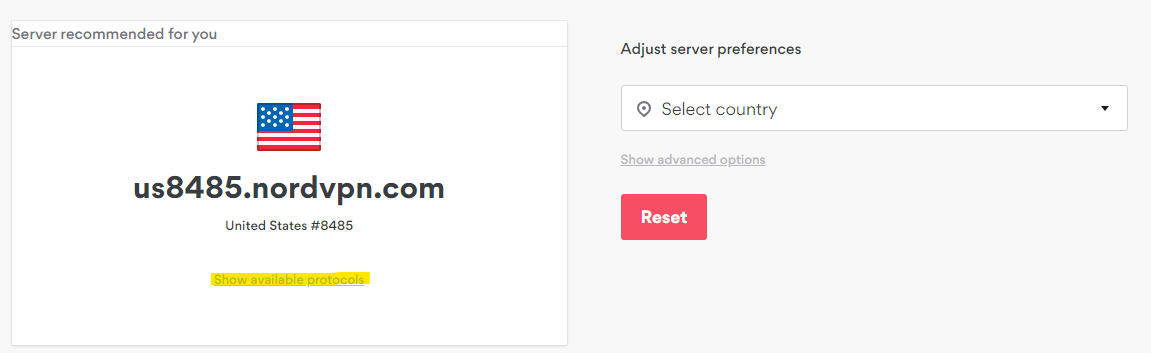 Server recommended for you
us8485.nordvpn.com
United States #8485
Show available protocols
Adjust server preferences
Select country
Show advanced options
Reset